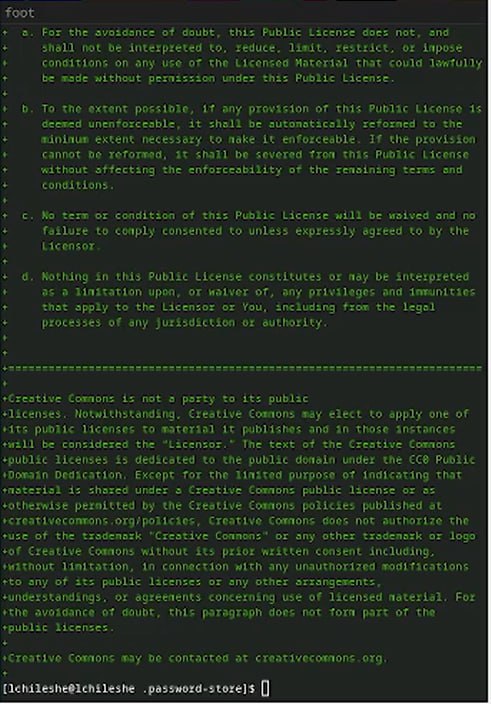 foot
+  a. For the avoidance of doubt, this Public License does not, and
+     shall not be interpreted to, reduce, limit, restrict, or impose
+     conditions on any use of the Licensed Material that could lawfully
+     be made without permission under this Public License.
+
+  b. To the extent possible, if any provision of this Public License is
+     deemed unenforceable, it shall be automatically reformed to the
+     minimum extent necessary to make it enforceable. If the provision
+     cannot be reformed, it shall be severed from this Public License
+     without affecting the enforceability of the remaining terms and
+     conditions.
+
+  c. No term or condition of this Public License will be waived and no
+     failure to comply consented to unless expressly agreed to by the
+     Licensor.
+
+  d. Nothing in this Public License constitutes or may be interpreted
+     as a limitation upon, or waiver of, any privileges and immunities
+     that apply to the Licensor or You, including from the legal
+     processes of any jurisdiction or authority.
+
+
+=======================================================================
+
+Creative Commons is not a party to its public
+licenses. Notwithstanding, Creative Commons may elect to apply one of
+its public licenses to material it publishes and in those instances
+will be considered the "Licensor." The text of the Creative Commons
+public licenses is dedicated to the public domain under the CC0 Public
+Domain Dedication. Except for the limited purpose of indicating that
+material is shared under a Creative Commons public license or as
+otherwise permitted by the Creative Commons policies published at
+creativecommons.org/policies, Creative Commons does not authorize the
+use of the trademark "Creative Commons" or any other trademark or logo
+of Creative Commons without its prior written consent including,
+without limitation, in connection with any unauthorized modifications
+to any of its public licenses or any other arrangements,
+understandings, or agreements concerning use of licensed material. For
+the avoidance of doubt, this paragraph does not form part of the
+public licenses.
+
+Creative Commons may be contacted at creativecommons.org.
+
[lchileshe@lchileshe .password-store]$